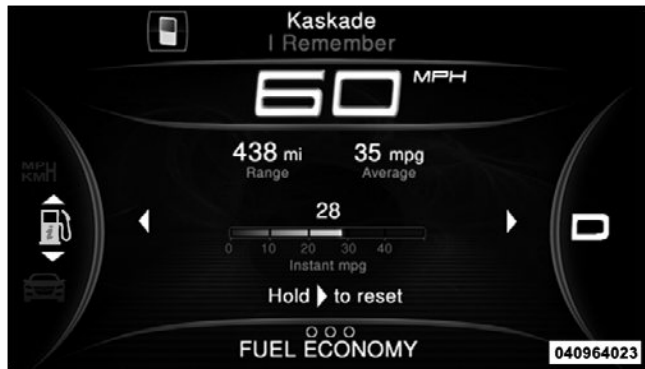 Kaskade
I Remember
60 MPH
438 mi 35 mpg
Range Average
MPH
KMH
28
0 10 20 30 40
Instant mpg
D
Hold to reset
FUEL ECONOMY
040964023